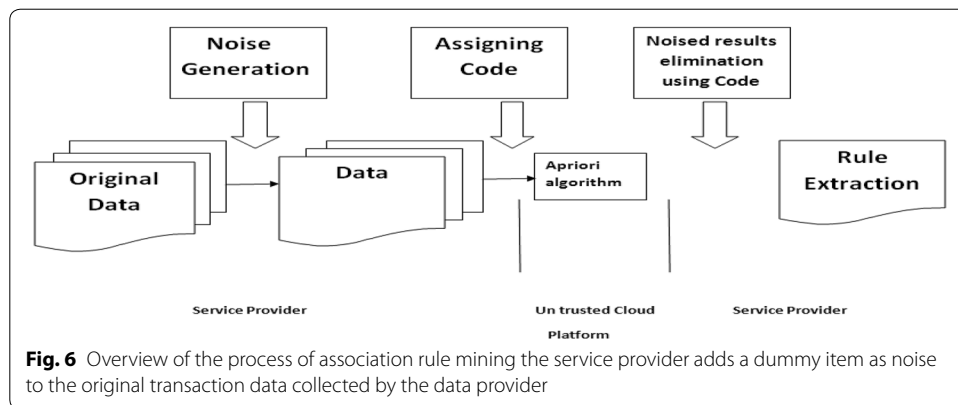 Noise
Generation
Assigning
Code
Noised results
elimination
using Code
Original
Data
Data
Apriori
algorithm
Rule
Extraction
Service Provider
Un trusted Cloud
Platform
Service Provider
Fig. 6 Overview of the process of association rule mining the service provider adds a dummy item as noise
to the original transaction data collected by the data provider